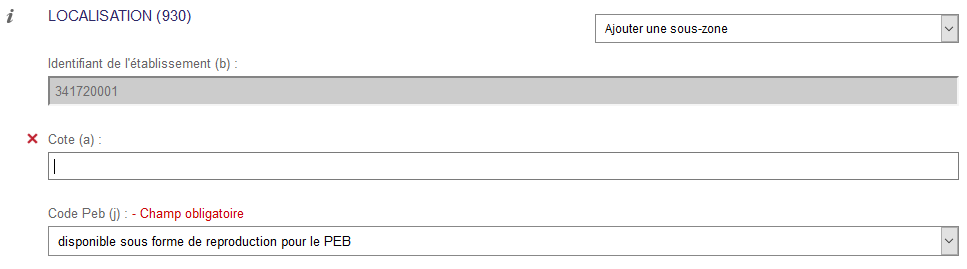 LOCALISATION (930)
Ajouter une sous-zone
Identifiant de l'établissement (b) :
341720001
Cote (a) :
Code Peb (j) : - Champ obligatoire
disponible sous forme de reproduction pour le PEB